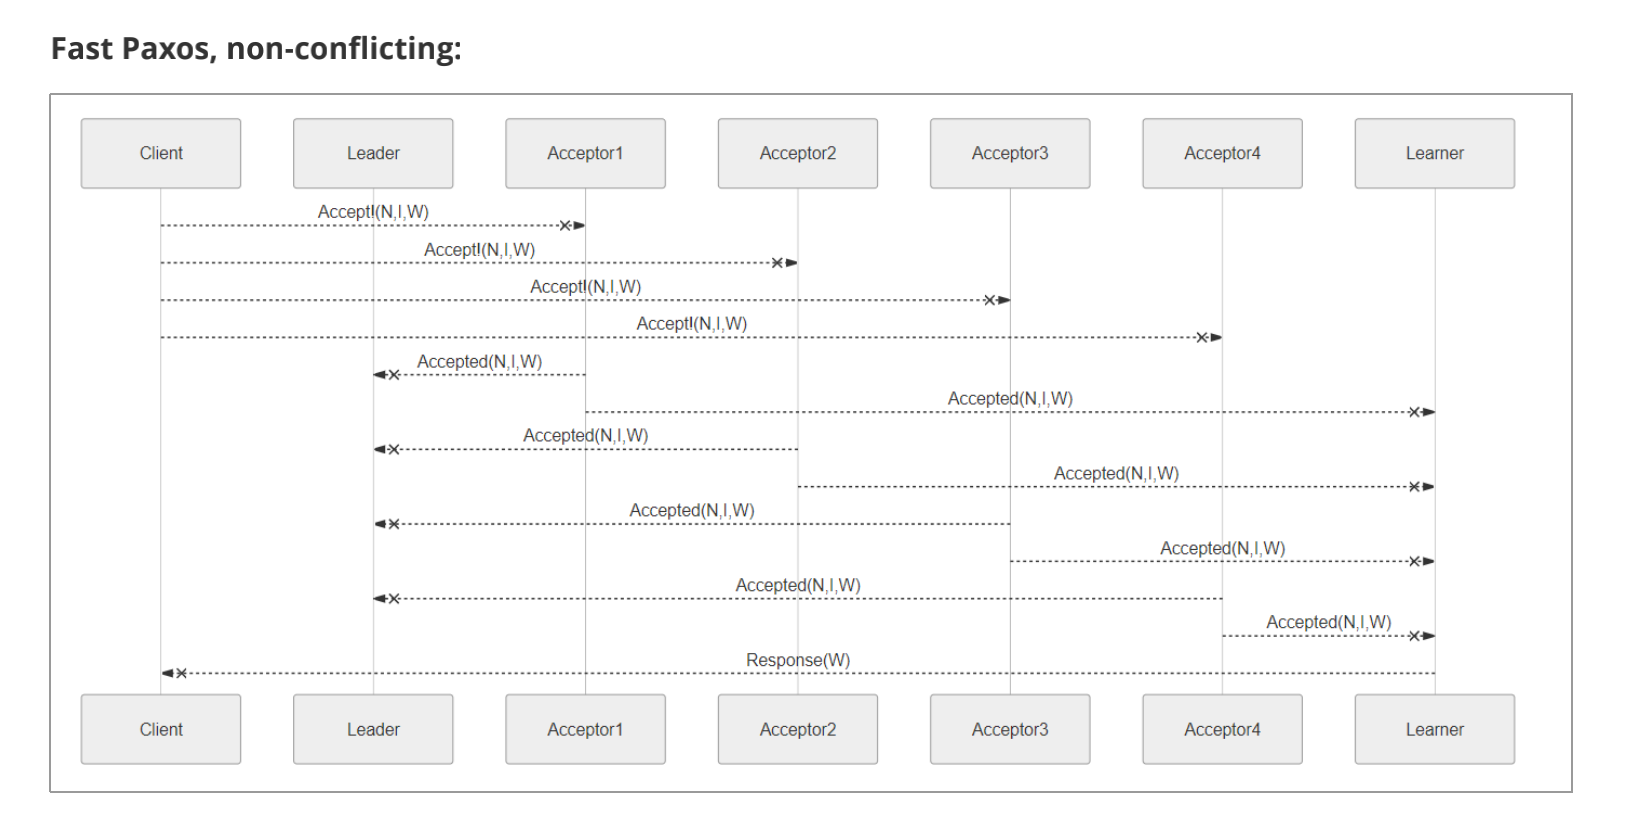 Fast Paxos, non-conflicting:
Client Leader Acceptor1 Acceptor2 Acceptor3 Acceptor4 Learner
Accept!(N,I,W)
Accept!(N,I,W)
Accept!(N,I,W)
Accept!(N,I,W)
Accepted(N,I,W)
Accepted(N,I,W)
Accepted(N,I,W)
Accepted(N,I,W)
Accepted(N,I,W)
Accepted(N,I,W)
Accepted(N,I,W)
Accepted(N,I,W)
Response(W)
Client Leader Acceptor1 Acceptor2 Acceptor3 Acceptor4 Learner